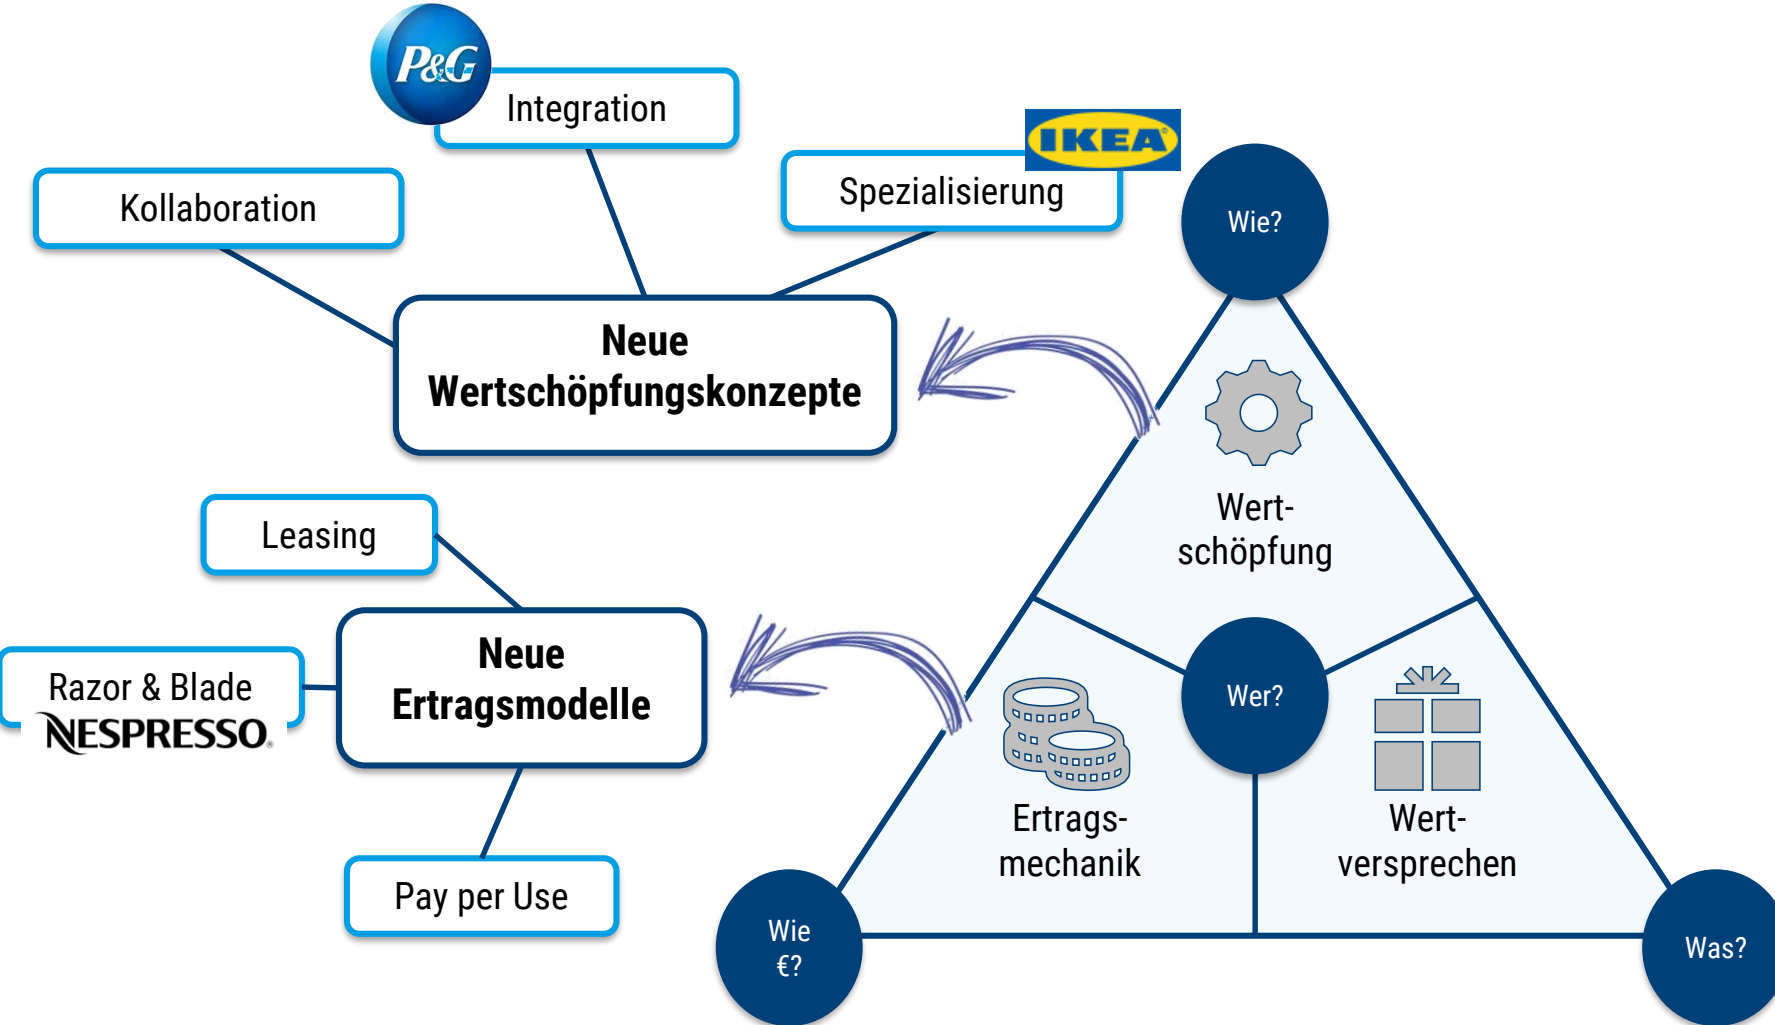 P&G
Integration
IKEA®
Spezialisierung
Kollaboration
Neue
Wertschöpfungskonzepte
Leasing
Razor & Blade
NESPRESSO®
Neue
Ertragsmodelle
Pay per Use
Wie?
Wert-
schöpfung
Wer?
Ertrags-
mechanik
Wert-
versprechen
Wie
€?
Was?